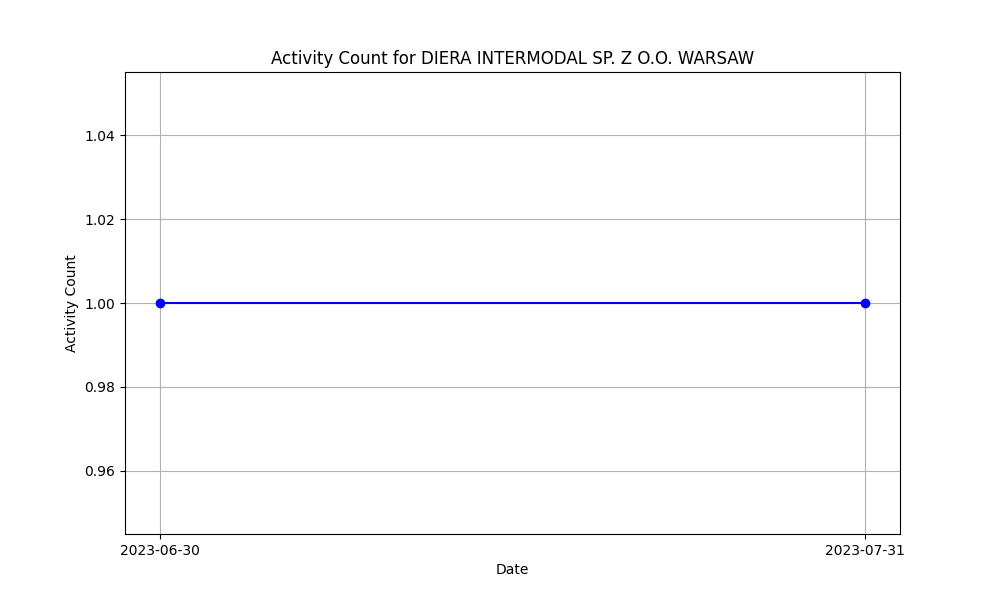 Activity Count for DIERA INTERMODAL SP. Z O.O. WARSAW
1.04
1.02
1.00
0.98
0.96
Activity Count
2023-06-30
2023-07-31
Date